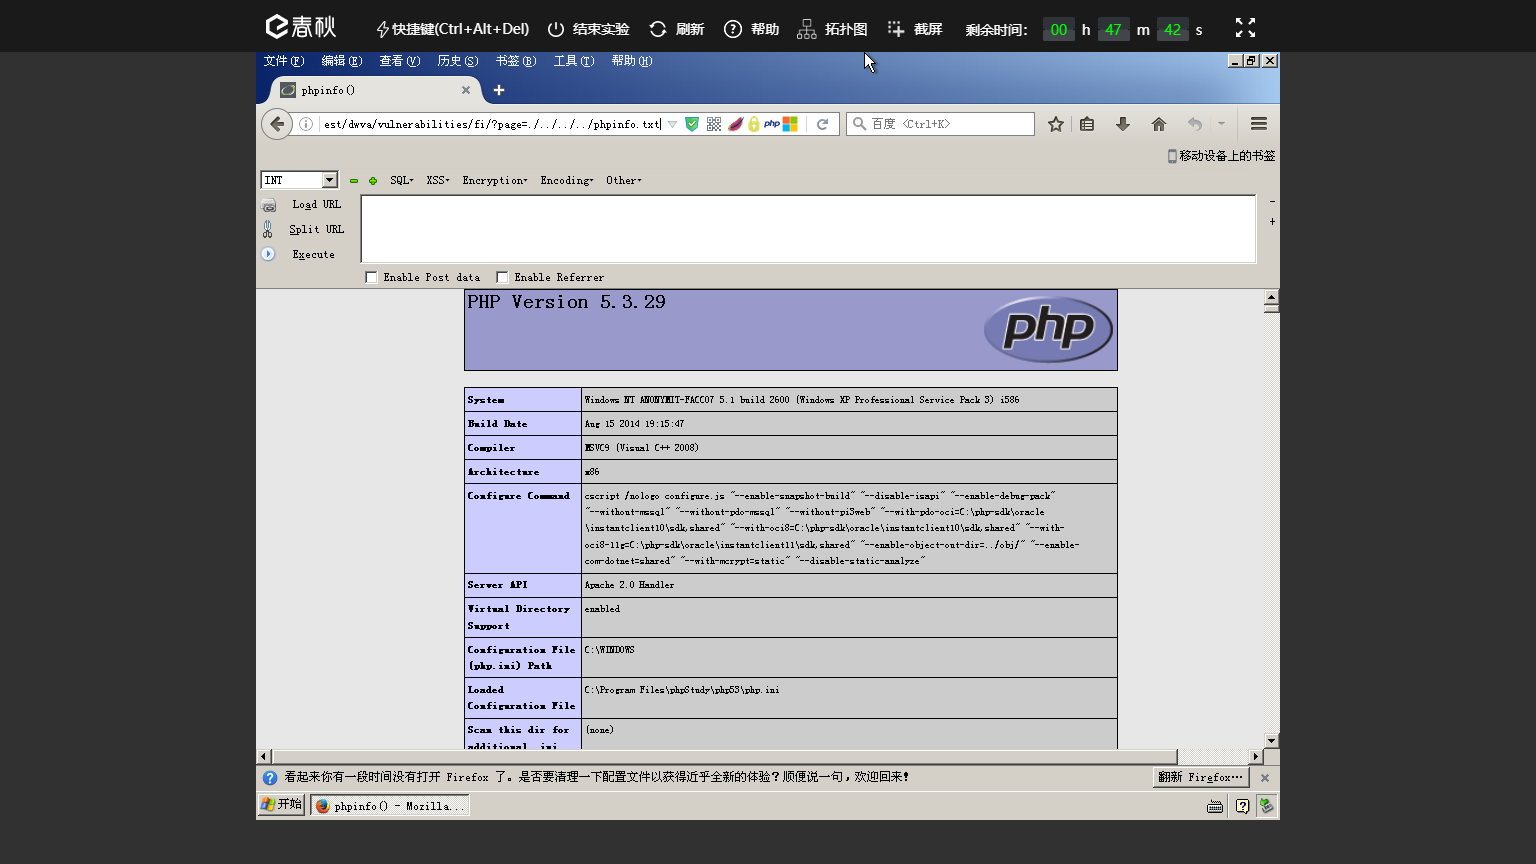 春秋 快捷键(Ctrl+Alt+Del) 结束实验 刷新 帮助 拓扑图 截屏 剩余时间： 00 h 47 m 42 s
文件(F) 编辑(E) 查看(V) 历史(S) 书签(B) 工具(T) 帮助(H)
phpinfo()
est/dwva/vulnerabilities/fi/?page=./../../../phpinfo.txt php 百度 <Ctrl+K>
移动设备上的书签
INT SQL XSS Encryption Encoding Other
Load URL
Split URL
Execute
Enable Post data Enable Referrer
PHP Version 5.3.29
php
System Windows NT ANONYMIT-FACC07 5.1 build 2600 (Windows XP Professional Service Pack 3) i586
Build Date Aug 15 2014 19:15:47
Compiler MSVC9 (Visual C++ 2008)
Architecture x86
Configure Command cscript /nologo configure.js "--enable-snapshot-build" "--disable-isapi" "--enable-debug-pack"
"--without-mssql" "--without-pdo-mssql" "--without-pi3web" "--with-pdo-oci=C:\php-sdk\oracle
\instantclient10\sdk,shared" "--with-oci8=C:\php-sdk\oracle\instantclient10\sdk,shared" "--with-
oci8-11g=C:\php-sdk\oracle\instantclient11\sdk,shared" "--enable-object-out-dir=../obj/" "--enable-
com-dotnet=shared" "--with-mcrypt=static" "--disable-static-analyze"
Server API Apache 2.0 Handler
Virtual Directory
Support enabled
Configuration File
(php.ini) Path C:\WINDOWS
Loaded
Configuration File C:\Program Files\phpStudy\php53\php.ini
Scan this dir for
additional .ini (none)
看起来你有一段时间没有打开 Firefox 了。是否要清理一下配置文件以获得近乎全新的体验？顺便说一句，欢迎回来！ 翻新 Firefox…
开始 phpinfo() - Mozilla...